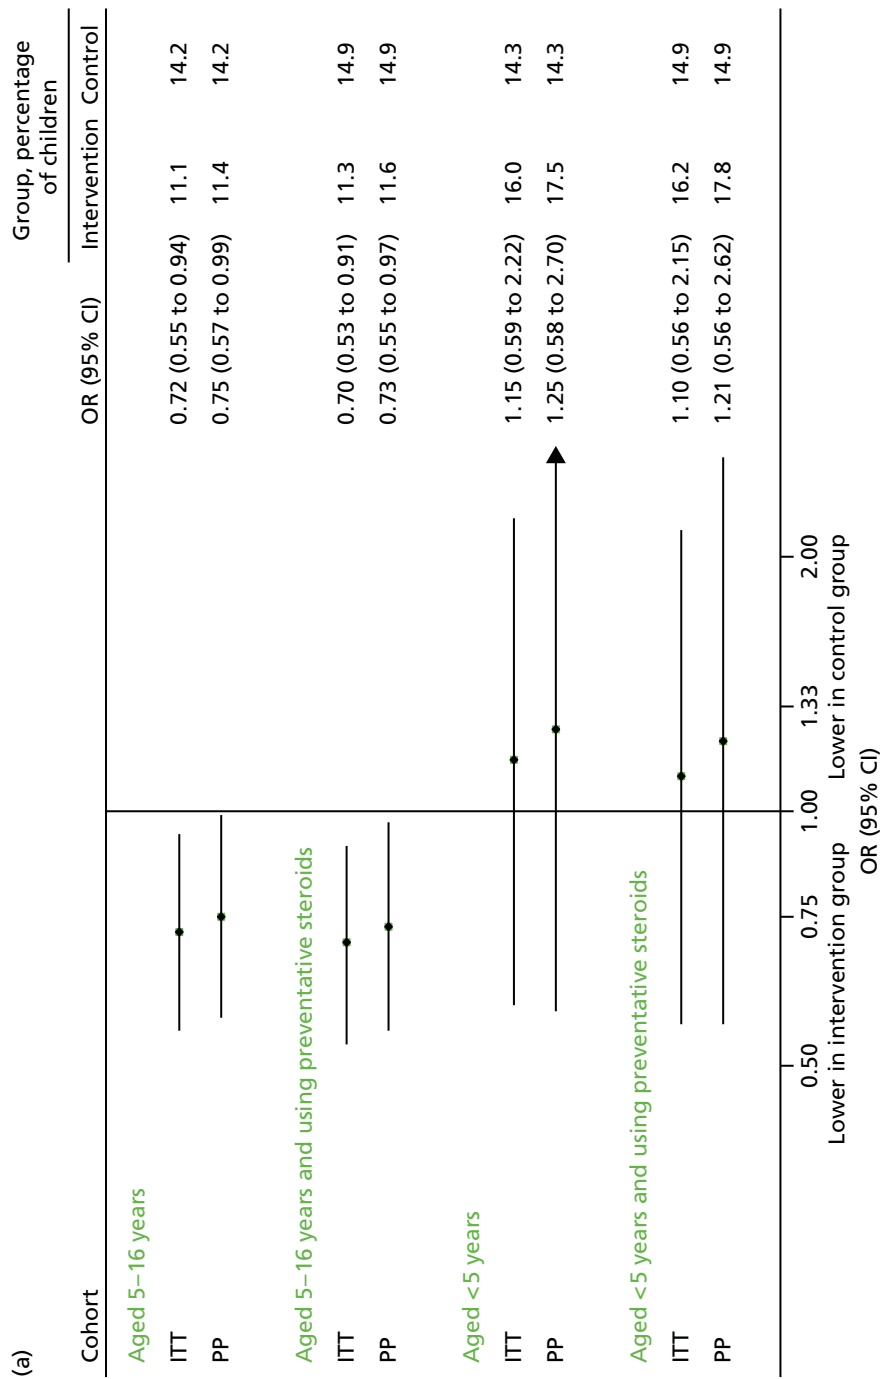 (a)
Group, percentage
of children
Cohort OR (95% CI) Intervention Control
Aged 5–16 years
ITT 0.72 (0.55 to 0.94) 11.1 14.2
PP 0.75 (0.57 to 0.99) 11.4 14.2
Aged 5–16 years and using preventative steroids
ITT 0.70 (0.53 to 0.91) 11.3 14.9
PP 0.73 (0.55 to 0.97) 11.6 14.9
Aged <5 years
ITT 1.15 (0.59 to 2.22) 16.0 14.3
PP 1.25 (0.58 to 2.70) 17.5 14.3
Aged <5 years and using preventative steroids
ITT 1.10 (0.56 to 2.15) 16.2 14.9
PP 1.21 (0.56 to 2.62) 17.8 14.9
0.50 0.75 1.00 1.33 2.00
Lower in intervention group Lower in control group
OR (95% CI)